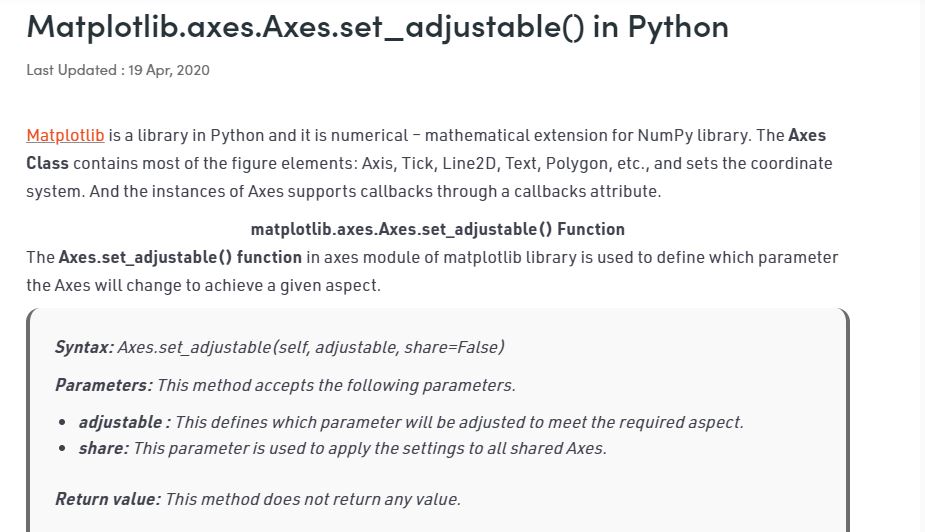 Matplotlib.axes.Axes.set_adjustable() in Python
Last Updated : 19 Apr, 2020
Matplotlib is a library in Python and it is numerical – mathematical extension for NumPy library. The Axes
Class contains most of the figure elements: Axis, Tick, Line2D, Text, Polygon, etc., and sets the coordinate
system. And the instances of Axes supports callbacks through a callbacks attribute.
matplotlib.axes.Axes.set_adjustable() Function
The Axes.set_adjustable() function in axes module of matplotlib library is used to define which parameter
the Axes will change to achieve a given aspect.
Syntax: Axes.set_adjustable(self, adjustable, share=False)
Parameters: This method accepts the following parameters.
• adjustable : This defines which parameter will be adjusted to meet the required aspect.
• share: This parameter is used to apply the settings to all shared Axes.
Return value: This method does not return any value.